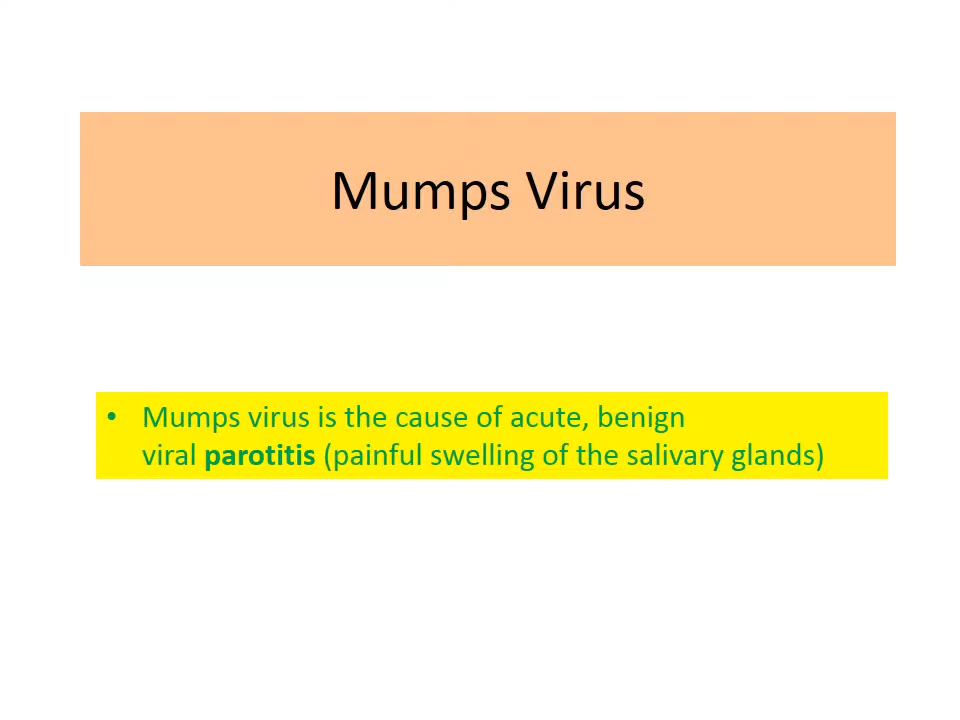 Mumps Virus
• Mumps virus is the cause of acute, benign
viral parotitis (painful swelling of the salivary glands)